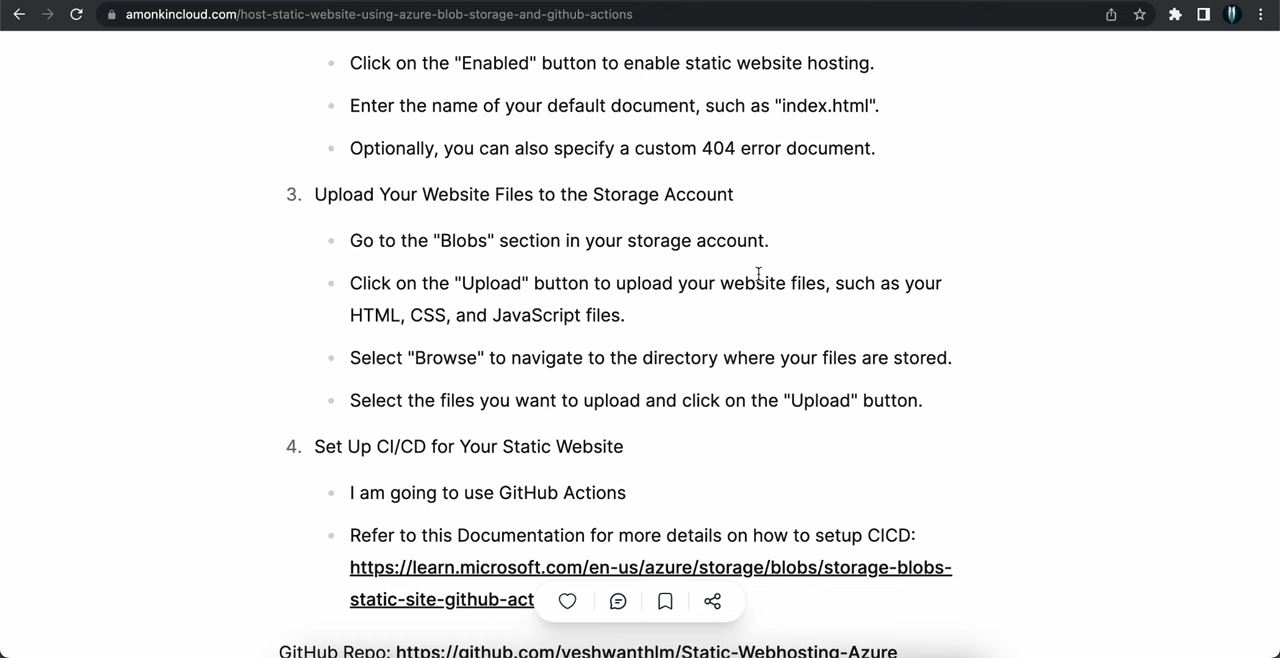 amonkincloud.com/host-static-website-using-azure-blob-storage-and-github-actions
Click on the "Enabled" button to enable static website hosting.
Enter the name of your default document, such as "index.html".
Optionally, you can also specify a custom 404 error document.
3. Upload Your Website Files to the Storage Account
Go to the "Blobs" section in your storage account.
Click on the "Upload" button to upload your website files, such as your
HTML, CSS, and JavaScript files.
Select "Browse" to navigate to the directory where your files are stored.
Select the files you want to upload and click on the "Upload" button.
4. Set Up CI/CD for Your Static Website
I am going to use GitHub Actions
Refer to this Documentation for more details on how to setup CICD:
https://learn.microsoft.com/en-us/azure/storage/blobs/storage-blobs-
static-site-github-act
GitHub Repo: https://github.com/yeshwanthlm/Static-Webhosting-Azure